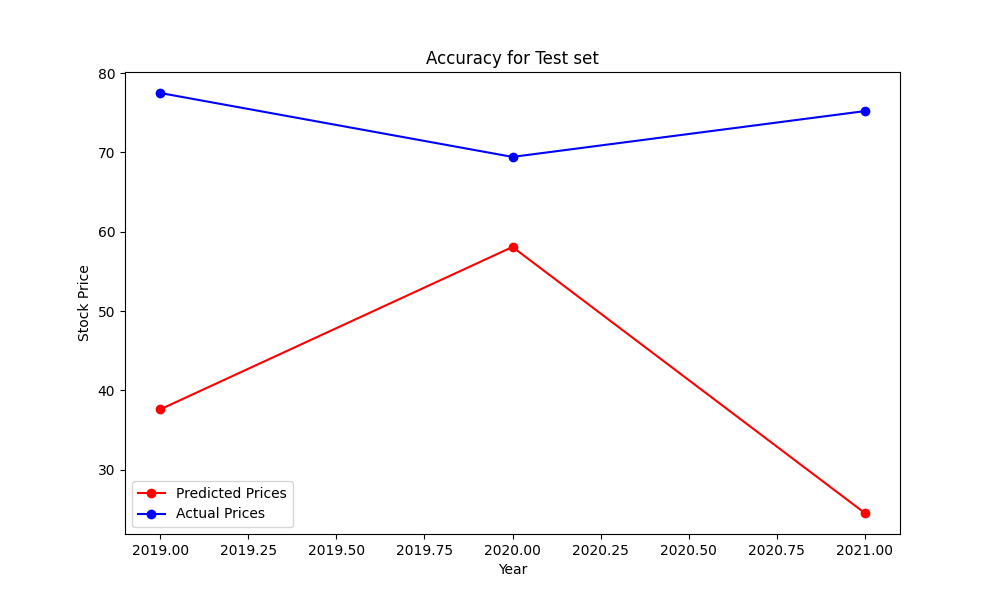 Accuracy for Test set
80
70
60
50
40
30
Stock Price
Predicted Prices
Actual Prices
2019.00 2019.25 2019.50 2019.75 2020.00 2020.25 2020.50 2020.75 2021.00
Year